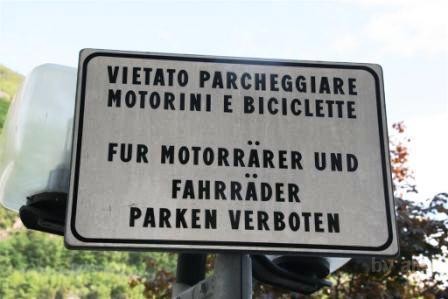 VIETATO PARCHEGGIARE
MOTORINI E BICICLETTE
FUR MOTORRÄRER UND
FAHRRÄDER
PARKEN VERBOTEN